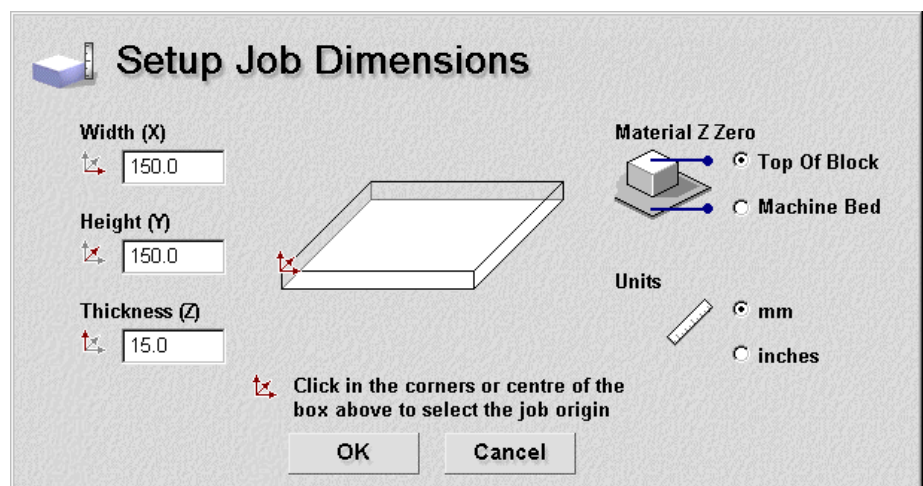 Setup Job Dimensions
Width (X)
150.0
Height (Y)
150.0
Thickness (Z)
15.0
Material Z Zero
Top Of Block
Machine Bed
Units
mm
inches
Click in the corners or centre of the
box above to select the job origin
OK
Cancel